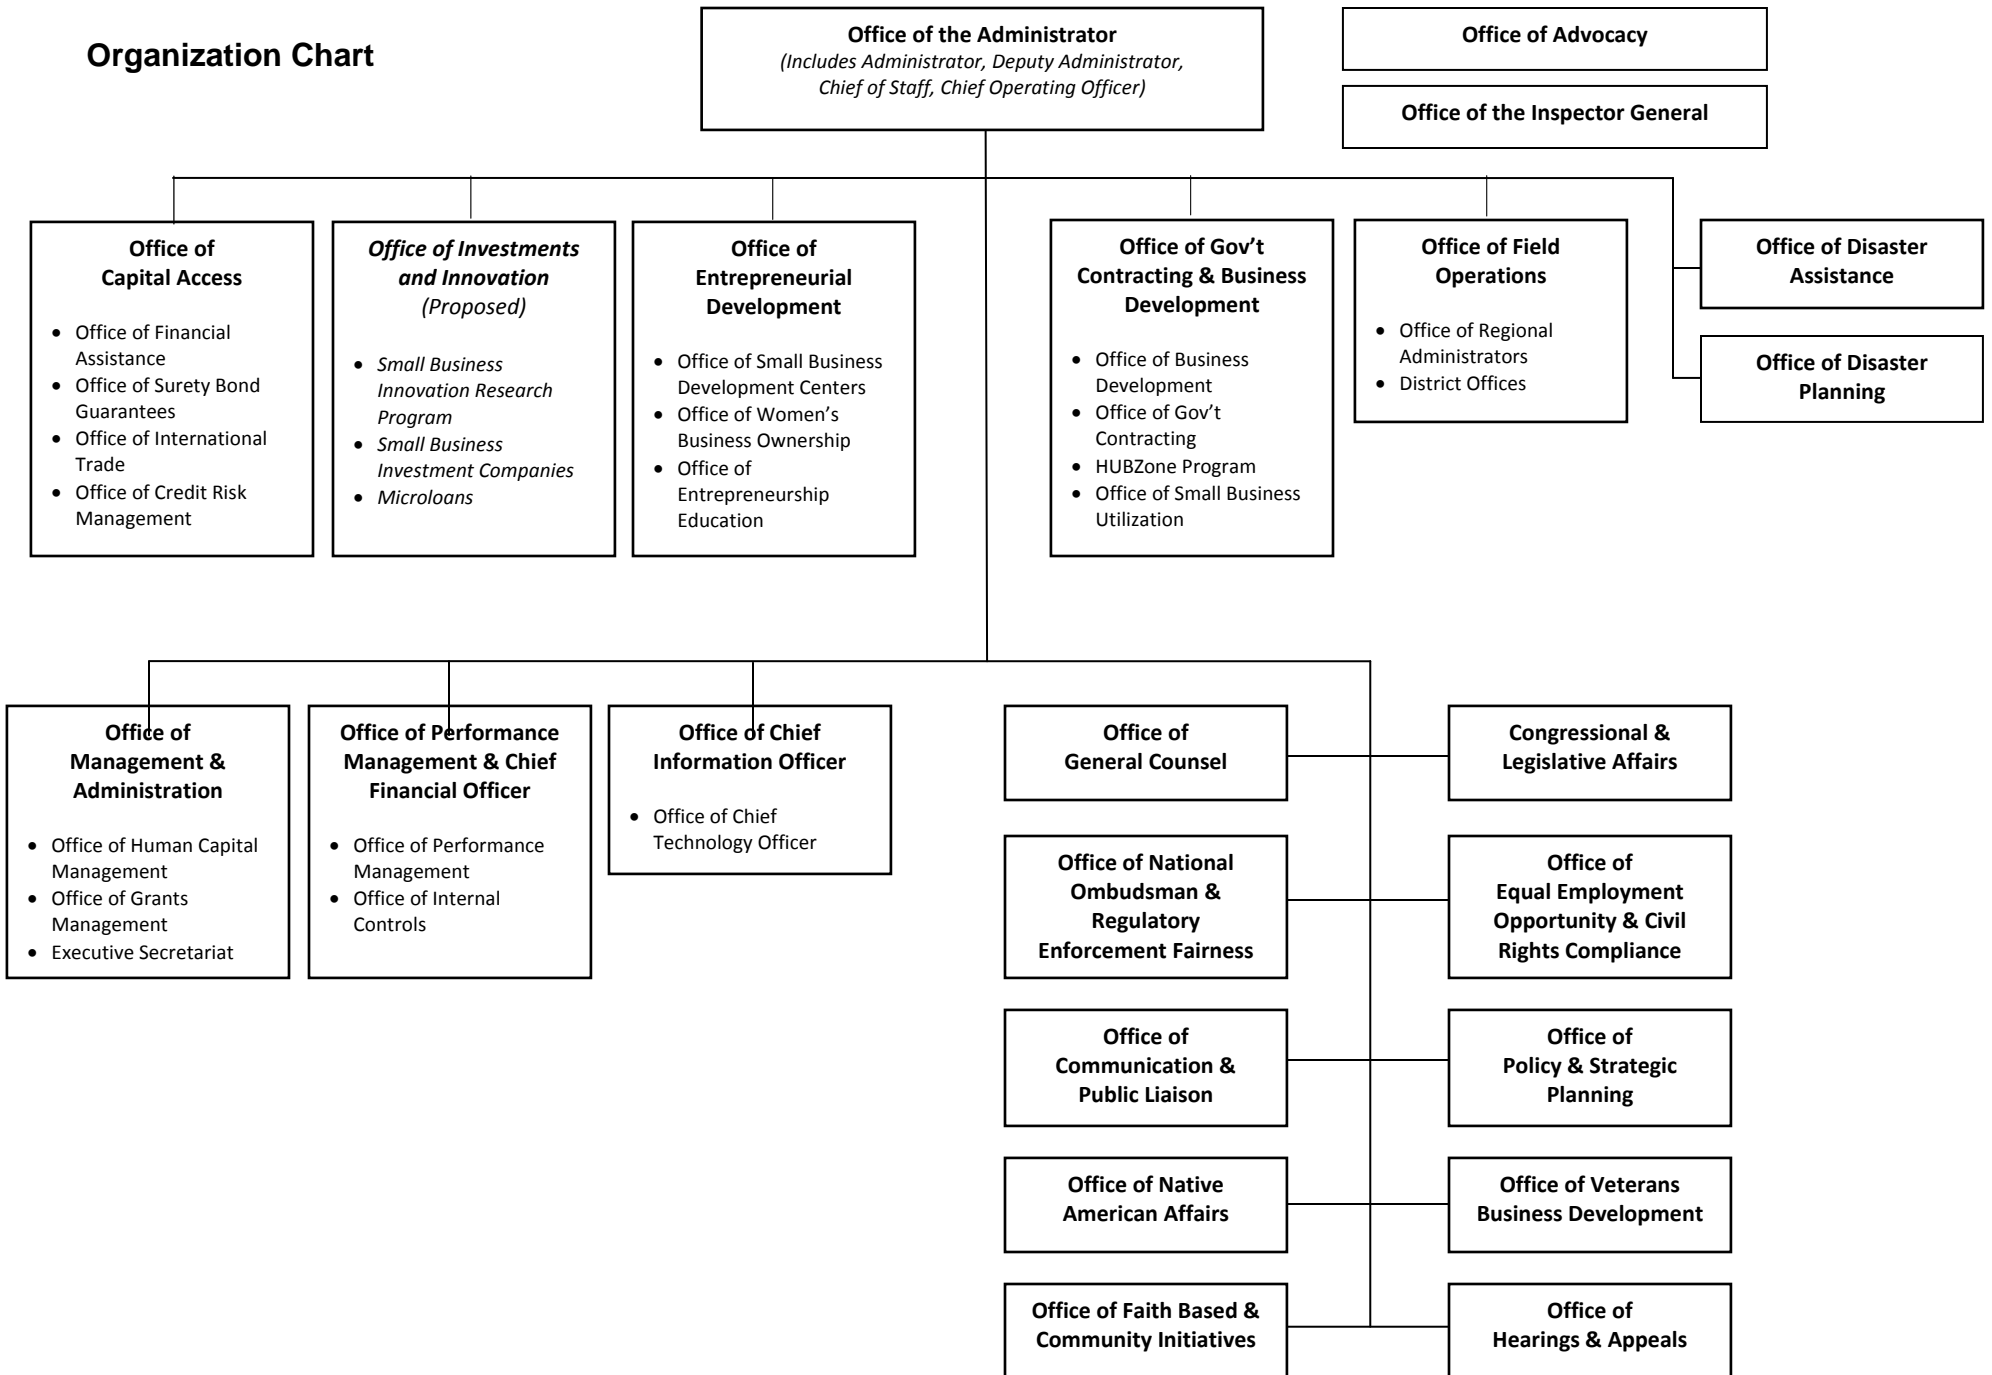 Organization Chart
Office of the Administrator
(Includes Administrator, Deputy Administrator,
Chief of Staff, Chief Operating Officer)
Office of Advocacy
Office of the Inspector General
Office of
Capital Access
• Office of Financial
Assistance
• Office of Surety Bond
Guarantees
• Office of International
Trade
• Office of Credit Risk
Management
Office of Investments
and Innovation
(Proposed)
• Small Business
Innovation Research
Program
• Small Business
Investment Companies
• Microloans
Office of
Entrepreneurial
Development
• Office of Small Business
Development Centers
• Office of Women’s
Business Ownership
• Office of
Entrepreneurship
Education
Office of Gov’t
Contracting & Business
Development
• Office of Business
Development
• Office of Gov’t
Contracting
• HUBZone Program
• Office of Small Business
Utilization
Office of Field
Operations
• Office of Regional
Administrators
• District Offices
Office of Disaster
Assistance
Office of Disaster
Planning
Office of
Management &
Administration
• Office of Human Capital
Management
• Office of Grants
Management
• Executive Secretariat
Office of Performance
Management & Chief
Financial Officer
• Office of Performance
Management
• Office of Internal
Controls
Office of Chief
Information Officer
• Office of Chief
Technology Officer
Office of
General Counsel
Congressional &
Legislative Affairs
Office of National
Ombudsman &
Regulatory
Enforcement Fairness
Office of
Equal Employment
Opportunity & Civil
Rights Compliance
Office of
Communication &
Public Liaison
Office of
Policy & Strategic
Planning
Office of Native
American Affairs
Office of Veterans
Business Development
Office of Faith Based &
Community Initiatives
Office of
Hearings & Appeals